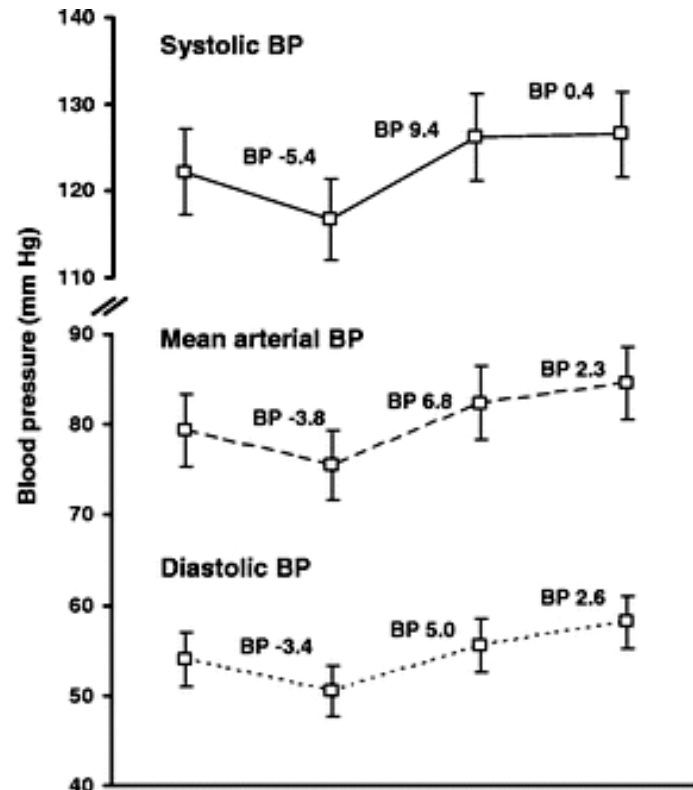 140
Systolic BP
130
BP 0.4
BP 9.4
BP -5.4
120
110
Blood pressure (mm Hg)
90
Mean arterial BP
BP 2.3
BP 6.8
BP -3.8
80
70
Diastolic BP
60
BP 2.6
BP 5.0
BP -3.4
50
40